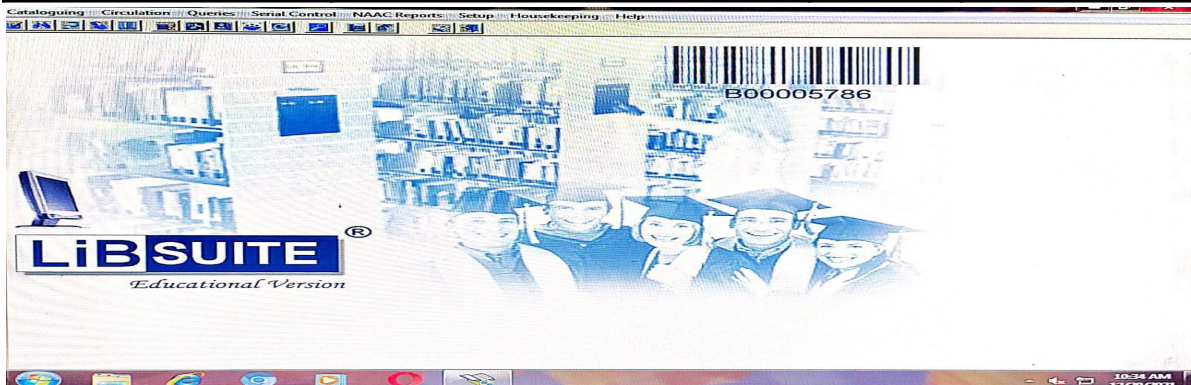 Cataloguing Circulation Queries Serial Control NAAC Reports Setup Housekeeping Help
B00005786
LiBSUITE ®
Educational Version
10:34 AM